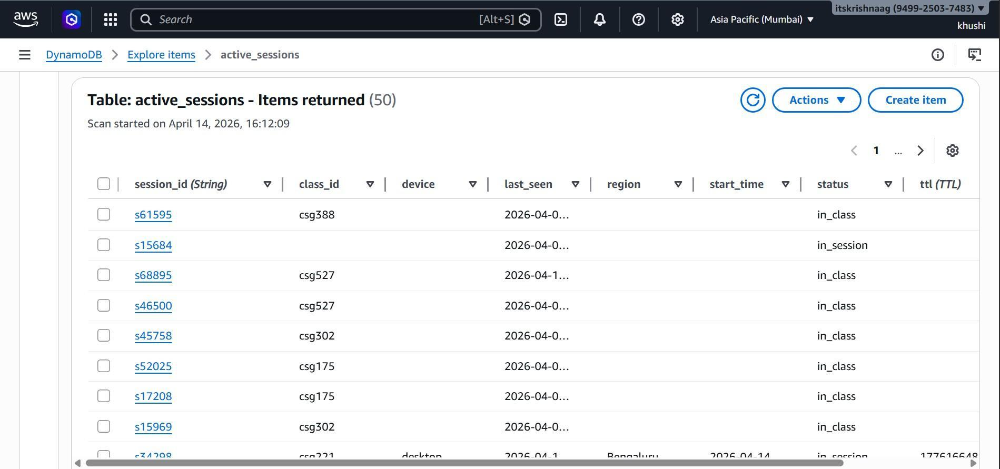 aws
Search [Alt+S]
Asia Pacific (Mumbai)
itskrishnaag (9499-2503-7483)
khushi
DynamoDB Explore items active_sessions
Table: active_sessions - Items returned (50)
Actions
Create item
Scan started on April 14, 2026, 16:12:09
1 ...
session_id (String) class_id device last_seen region start_time status ttl (TTL)
s61595 csg388 2026-04-0... in_class
s15684 2026-04-0... in_session
s68895 csg527 2026-04-1... in_class
s46500 csg527 2026-04-0... in_class
s45758 csg302 2026-04-0... in_class
s52025 csg175 2026-04-0... in_class
s17208 csg175 2026-04-0... in_class
s15969 csg302 2026-04-0... in_class
s34298 csg221 desktop 2026-04-1... Bengaluru 2026-04-14... in_session 177616648